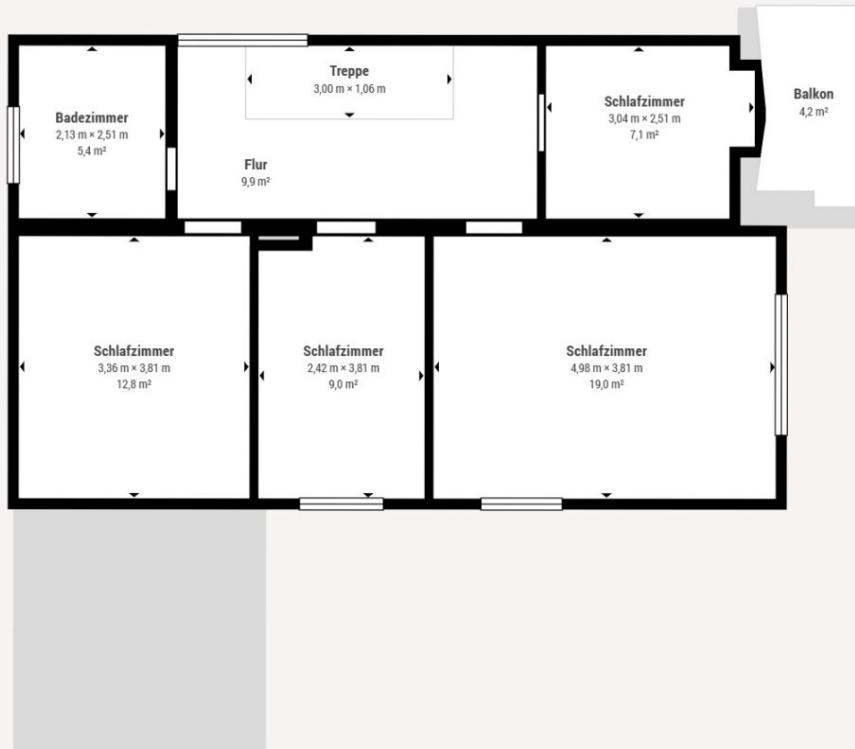 Treppe
3,00 m × 1,06 m
Badezimmer
2,13 m × 2,51 m
5,4 m²
Flur
9,9 m²
Schlafzimmer
3,04 m × 2,51 m
7,1 m²
Balkon
4,2 m²
Schlafzimmer
3,36 m × 3,81 m
12,8 m²
Schlafzimmer
2,42 m × 3,81 m
9,0 m²
Schlafzimmer
4,98 m × 3,81 m
19,0 m²